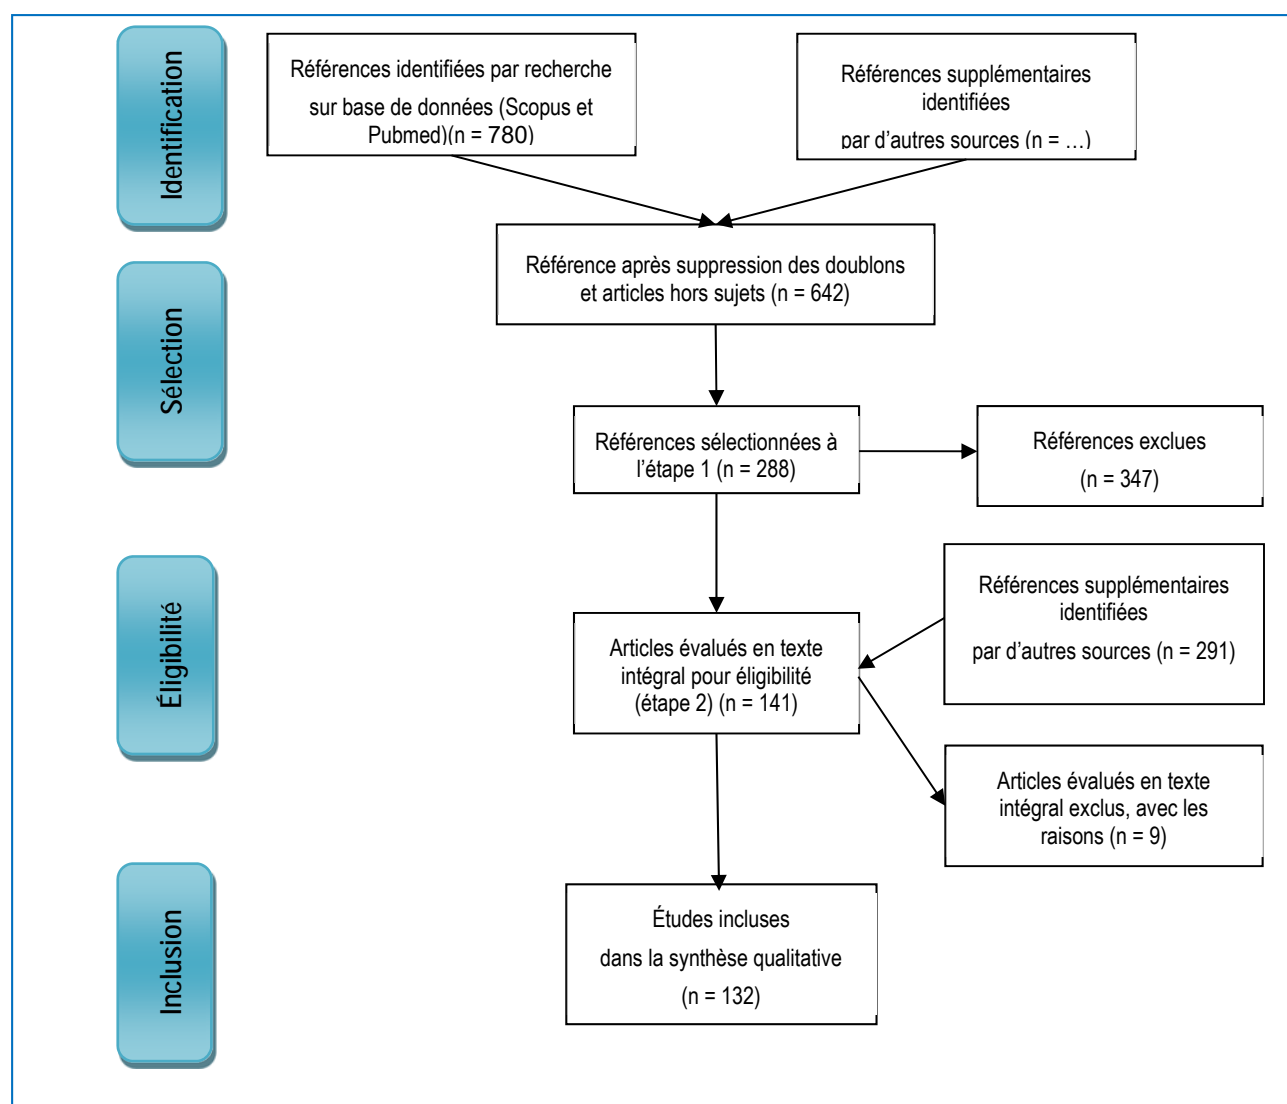 Identification
Références identifiées par recherche
sur base de données (Scopus et
Pubmed)(n = 780)
Références supplémentaires
identifiées
par d'autres sources (n = …)
Référence après suppression des doublons
et articles hors sujets (n = 642)
Sélection
Références sélectionnées à
l'étape 1 (n = 288)
Références exclues
(n = 347)
Éligibilité
Références supplémentaires
identifiées
par d'autres sources (n = 291)
Articles évalués en texte
intégral pour éligibilité
(étape 2) (n = 141)
Articles évalués en texte
intégral exclus, avec les
raisons (n = 9)
Inclusion
Études incluses
dans la synthèse qualitative
(n = 132)